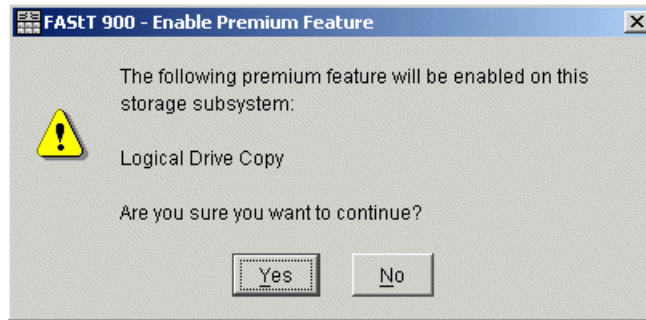 FAStT 900 - Enable Premium Feature
The following premium feature will be enabled on this
storage subsystem:
Logical Drive Copy
Are you sure you want to continue?
Yes
No